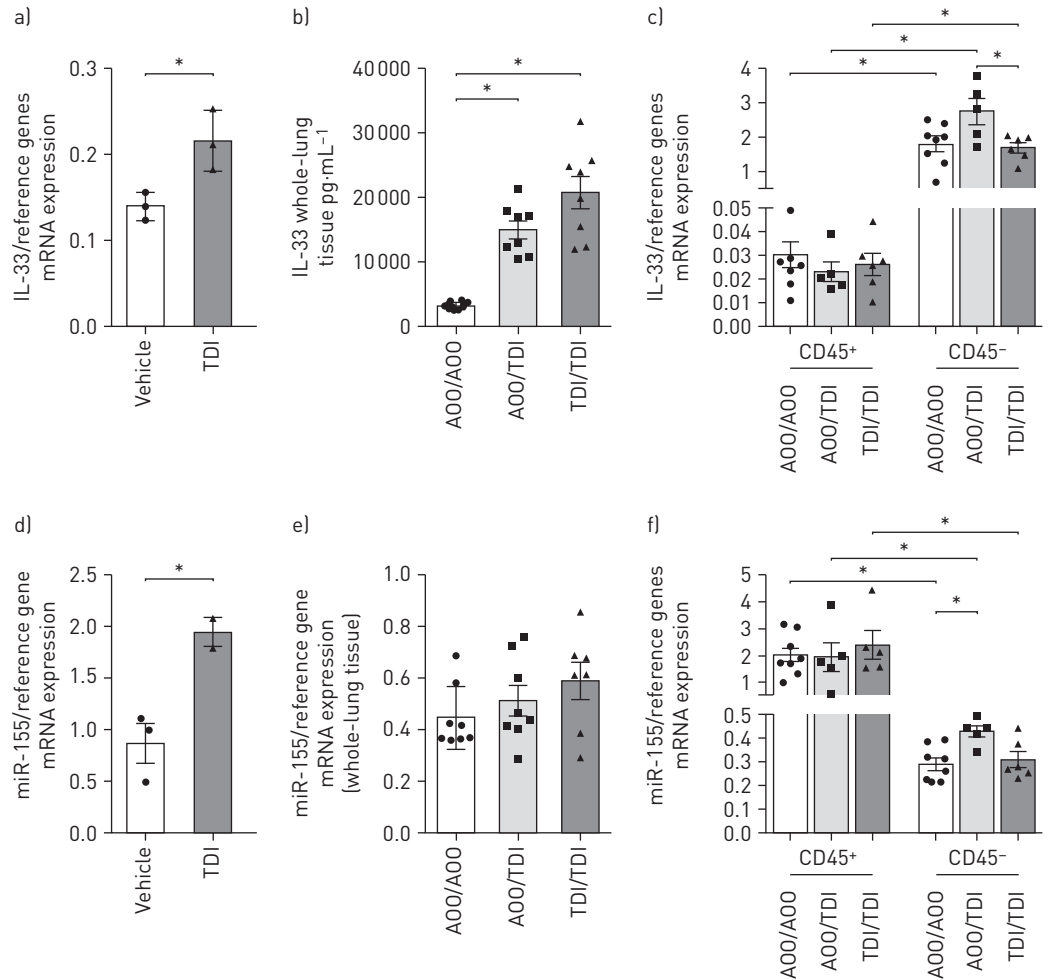 a)
IL-33/reference genes
mRNA expression
0.3
0.2
0.1
0.0
*
Vehicle
TDI
b)
IL-33 whole-lung
tissue pg·mL⁻¹
40 000
30 000
20 000
10 000
0
*
*
AOO/AOO
AOO/TDI
TDI/TDI
c)
IL-33/reference genes
mRNA expression
*
*
*
*
4
3
2
1
0.05
0.04
0.03
0.02
0.01
0.00
CD45+
CD45−
AOO/AOO
AOO/TDI
TDI/TDI
AOO/AOO
AOO/TDI
TDI/TDI
d)
miR-155/reference gene
mRNA expression
2.5
2.0
1.5
1.0
0.5
0.0
*
Vehicle
TDI
e)
miR-155/reference gene
mRNA expression
(whole-lung tissue)
1.0
0.8
0.6
0.4
0.2
0.0
AOO/AOO
AOO/TDI
TDI/TDI
f)
miR-155/reference genes
mRNA expression
*
*
*
*
5
4
3
2
1
0.5
0.4
0.3
0.2
0.1
0.0
CD45+
CD45−
AOO/AOO
AOO/TDI
TDI/TDI
AOO/AOO
AOO/TDI
TDI/TDI